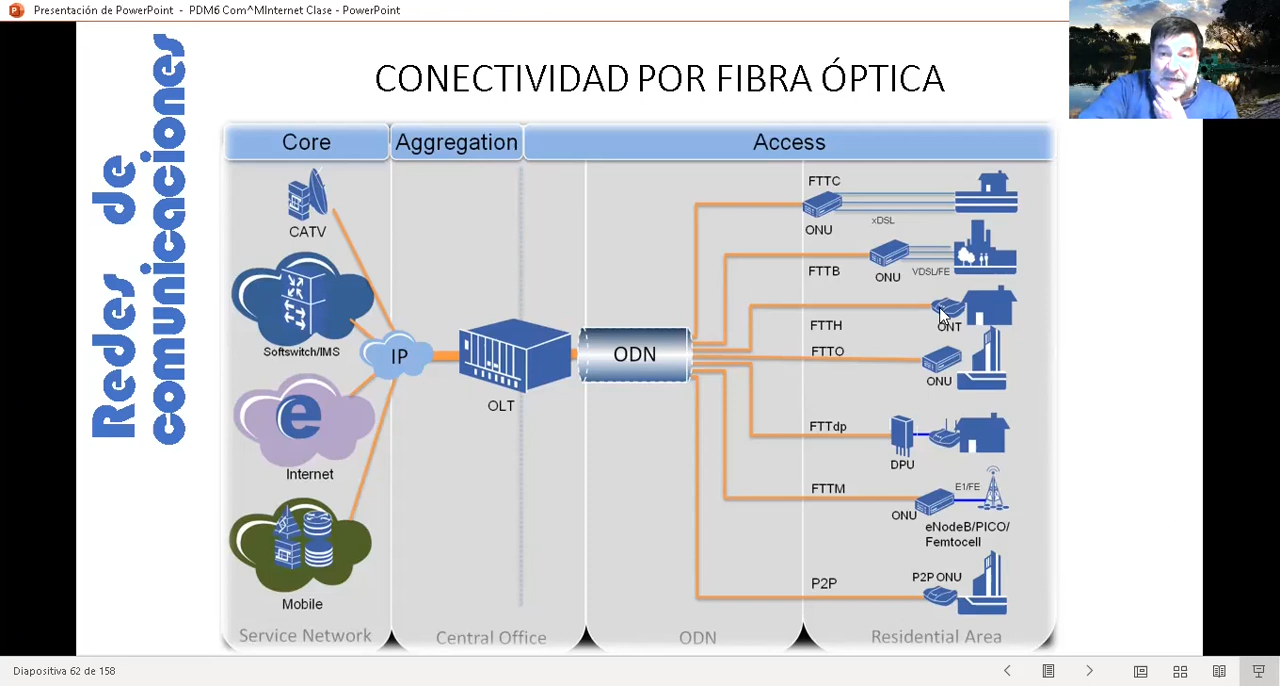 Presentación de PowerPoint - PDM6 Com^MInternet Clase - PowerPoint
Redes de
comunicaciones
CONECTIVIDAD POR FIBRA ÓPTICA
Core
Aggregation
Access
CATV
Softswitch/IMS
Internet
Mobile
IP
OLT
ODN
FTTC
ONU
xDSL
FTTB
ONU
VDSL/FE
FTTH
ONT
FTTO
ONU
FTTdp
DPU
FTTM
ONU
E1/FE
eNodeB/PICO/
Femtocell
P2P
P2P ONU
Service Network
Central Office
ODN
Residential Area
Diapositiva 62 de 158